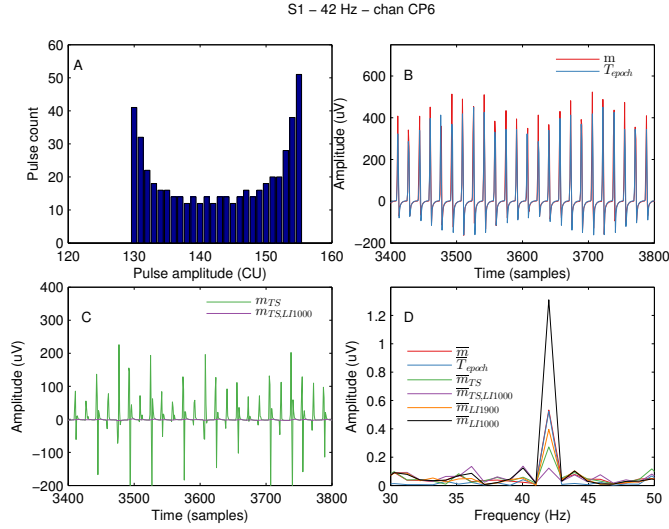 S1 − 42 Hz − chan CP6
A
Pulse count
60
50
40
30
20
10
0
120
130
140
150
160
Pulse amplitude (CU)
B
m
T_epoch
Amplitude (uV)
600
400
200
0
−200
3500
3600
3700
3800
Time (samples)
C
m_TS
m_TS,LI1000
Amplitude (uV)
400
300
200
100
0
−100
−200
3400
3500
3600
3700
3800
Time (samples)
D
m̅
T̅_epoch
m̅_TS
m̅_TS,LI1000
m̅_LI1900
m̅_LI1000
Amplitude (uV)
1.2
1
0.8
0.6
0.4
0.2
0
30
35
40
45
50
Frequency (Hz)